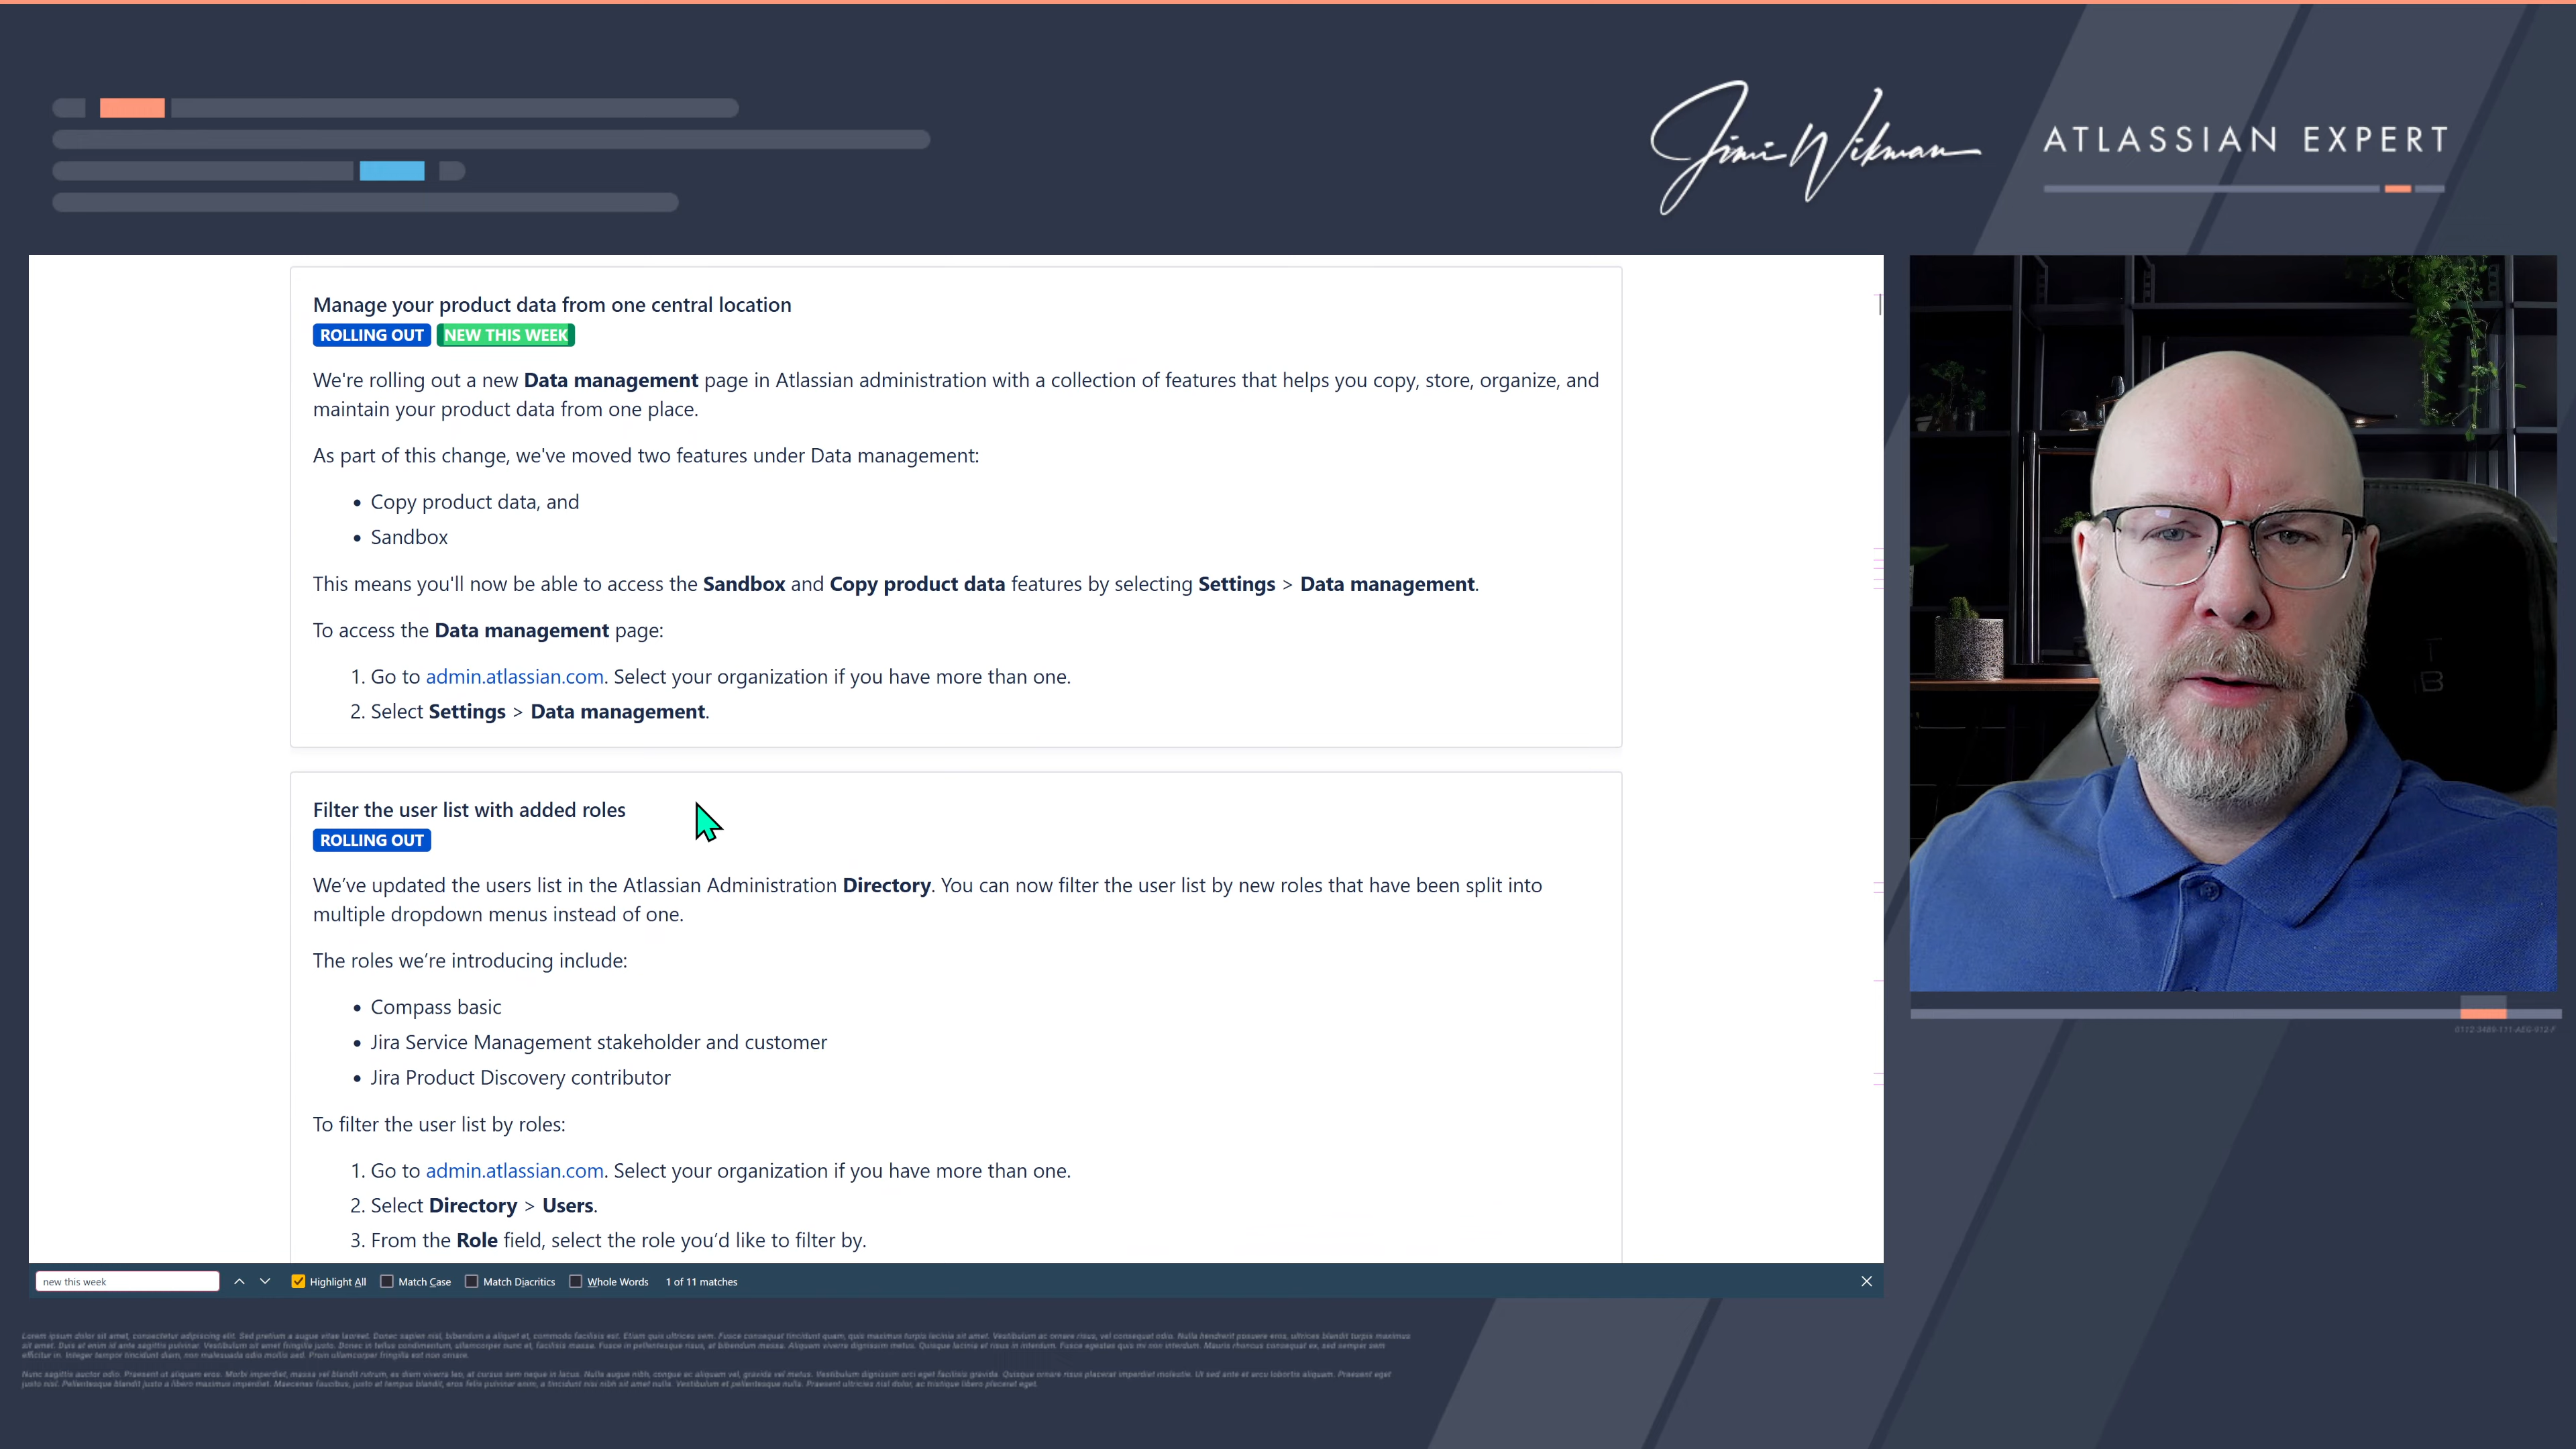 Jimi Wikman
ATLASSIAN EXPERT
Manage your product data from one central location
ROLLING OUT NEW THIS WEEK
We're rolling out a new Data management page in Atlassian administration with a collection of features that helps you copy, store, organize, and
maintain your product data from one place.
As part of this change, we've moved two features under Data management:
• Copy product data, and
• Sandbox
This means you'll now be able to access the Sandbox and Copy product data features by selecting Settings > Data management.
To access the Data management page:
1. Go to admin.atlassian.com. Select your organization if you have more than one.
2. Select Settings > Data management.
Filter the user list with added roles
ROLLING OUT
We’ve updated the users list in the Atlassian Administration Directory. You can now filter the user list by new roles that have been split into
multiple dropdown menus instead of one.
The roles we’re introducing include:
• Compass basic
• Jira Service Management stakeholder and customer
• Jira Product Discovery contributor
To filter the user list by roles:
1. Go to admin.atlassian.com. Select your organization if you have more than one.
2. Select Directory > Users.
3. From the Role field, select the role you’d like to filter by.
new this week Highlight All Match Case Match Diacritics Whole Words 1 of 11 matches